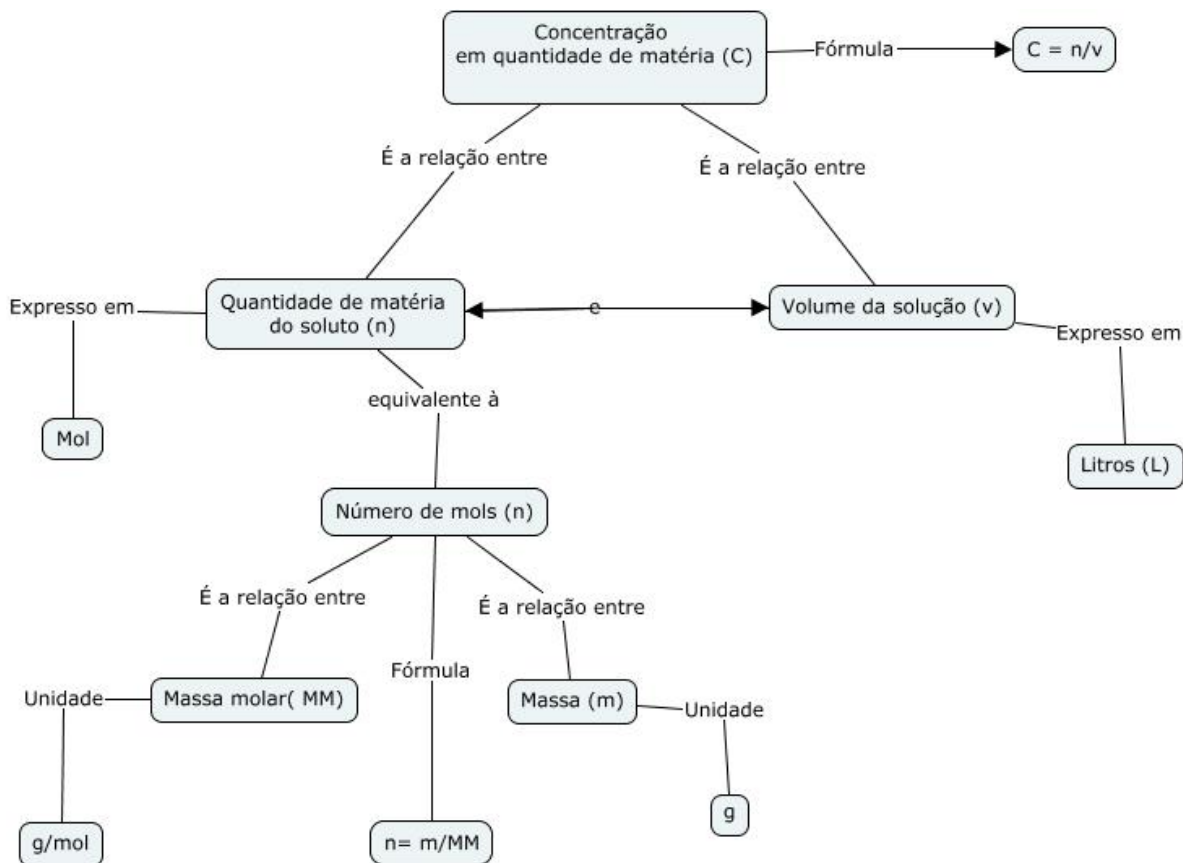 Concentração
em quantidade de matéria (C)
Fórmula
C = n/v
É a relação entre
É a relação entre
Expresso em
Quantidade de matéria
do soluto (n)
e
Volume da solução (v)
Expresso em
equivalente à
Mol
Litros (L)
Número de mols (n)
É a relação entre
É a relação entre
Fórmula
Unidade
Massa molar( MM)
Massa (m)
Unidade
g/mol
n= m/MM
g